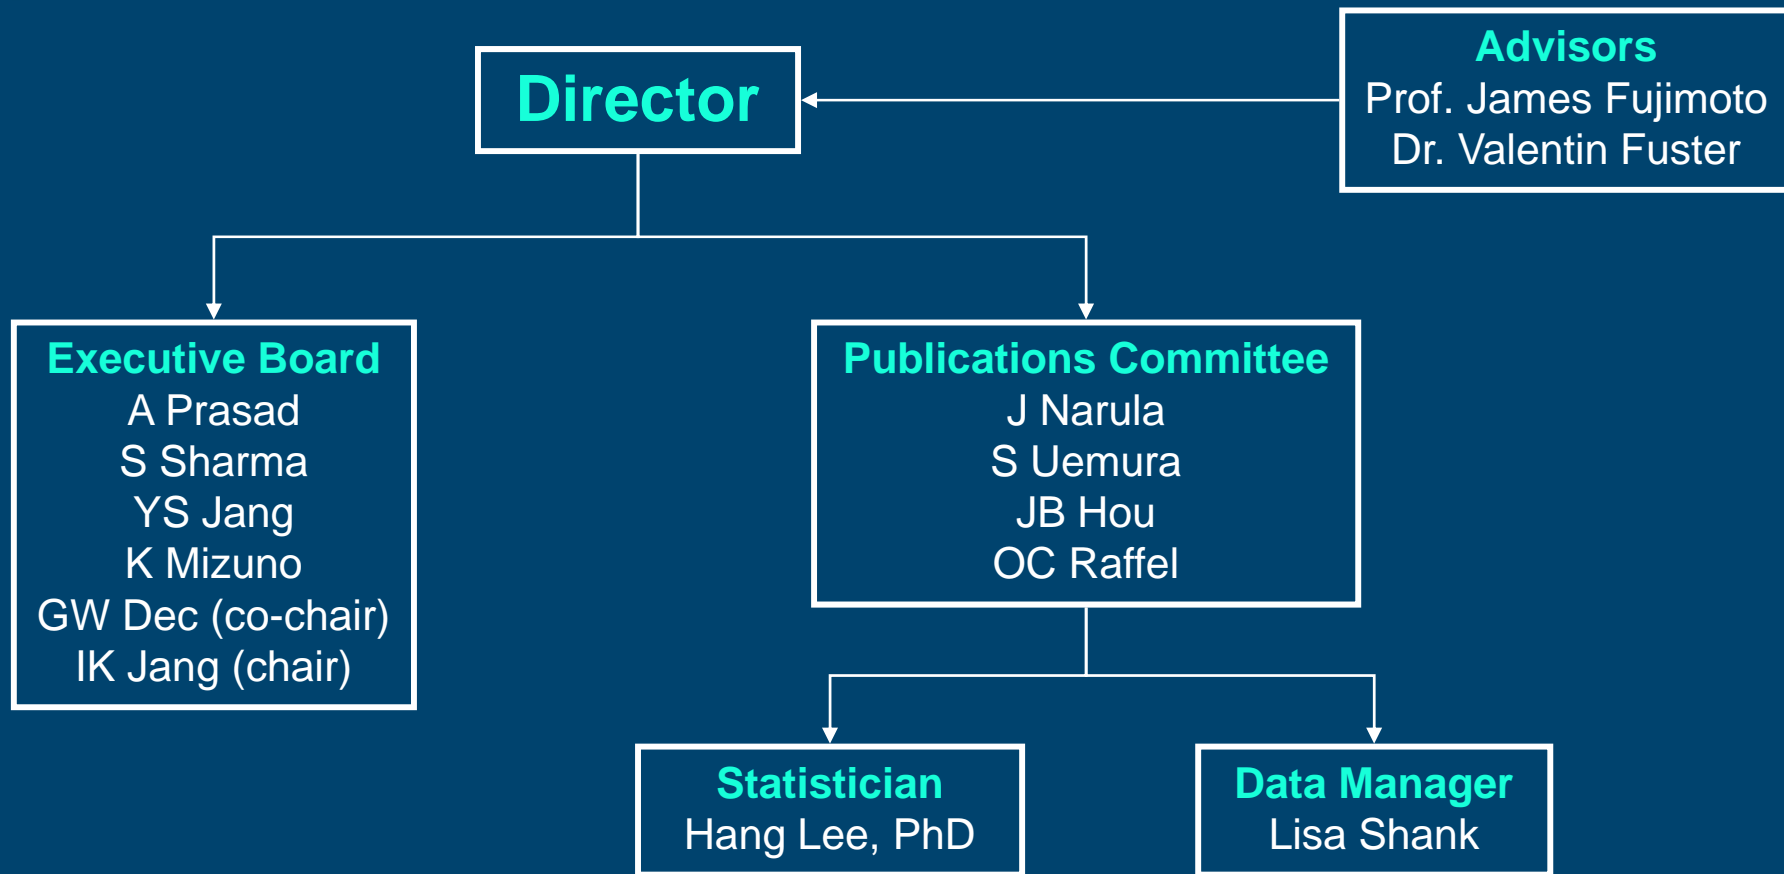 Director
Advisors
Prof. James Fujimoto
Dr. Valentin Fuster
Executive Board
A Prasad
S Sharma
YS Jang
K Mizuno
GW Dec (co-chair)
IK Jang (chair)
Publications Committee
J Narula
S Uemura
JB Hou
OC Raffel
Statistician
Hang Lee, PhD
Data Manager
Lisa Shank